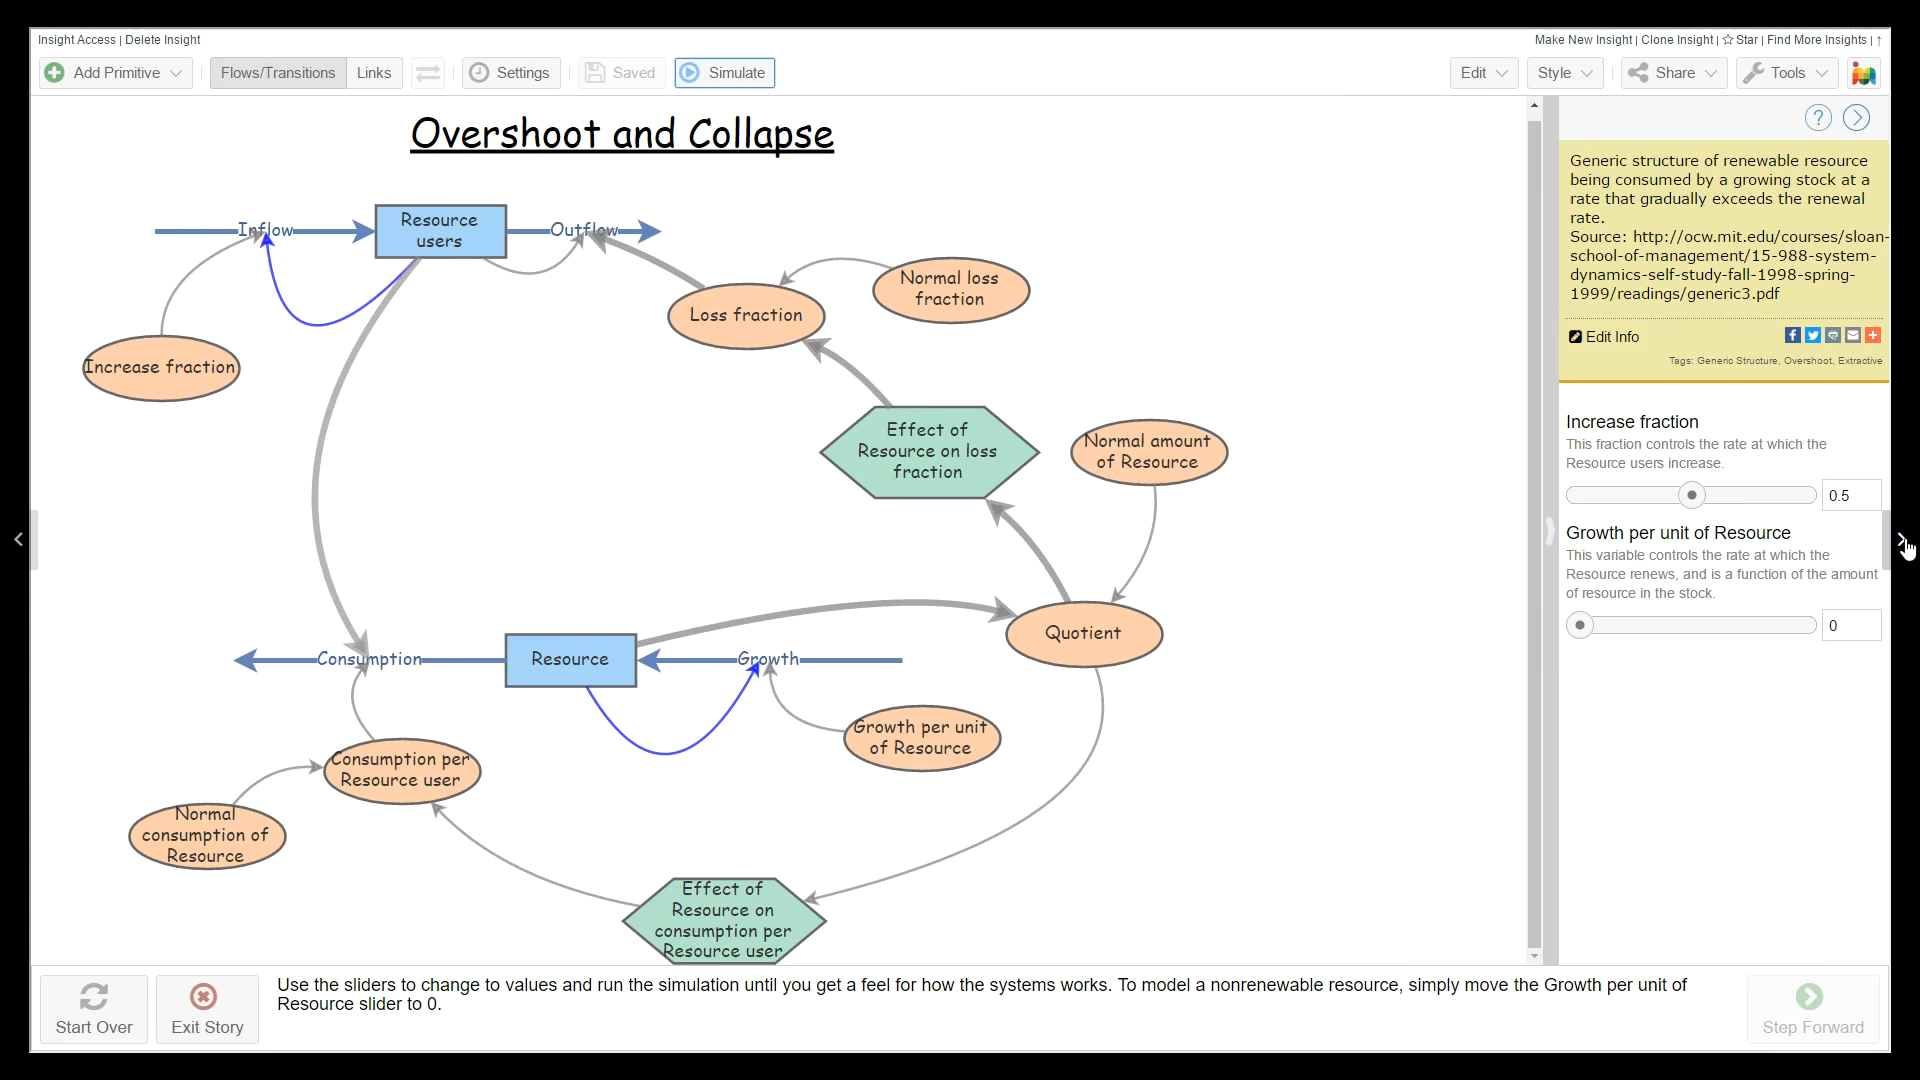 Insight Access | Delete Insight
Make New Insight | Clone Insight | ☆ Star | Find More Insights | ↑
Add Primitive
Flows/Transitions
Links
Settings
Saved
Simulate
Edit
Style
Share
Tools
Overshoot and Collapse
Inflow
Resource
users
Outflow
Normal loss
fraction
Loss fraction
Increase fraction
Effect of
Resource on loss
fraction
Normal amount
of Resource
Quotient
Consumption
Resource
Growth
Growth per unit
of Resource
Consumption per
Resource user
Normal
consumption of
Resource
Effect of
Resource on
consumption per
Resource user
?
Generic structure of renewable resource
being consumed by a growing stock at a
rate that gradually exceeds the renewal
rate.
Source: http://ocw.mit.edu/courses/sloan-
school-of-management/15-988-system-
dynamics-self-study-fall-1998-spring-
1999/readings/generic3.pdf
Edit Info
Tags: Generic Structure, Overshoot, Extractive
Increase fraction
This fraction controls the rate at which the
Resource users increase.
0.5
Growth per unit of Resource
This variable controls the rate at which the
Resource renews, and is a function of the amount
of resource in the stock.
0
Start Over
Exit Story
Use the sliders to change to values and run the simulation until you get a feel for how the systems works. To model a nonrenewable resource, simply move the Growth per unit of
Resource slider to 0.
Step Forward